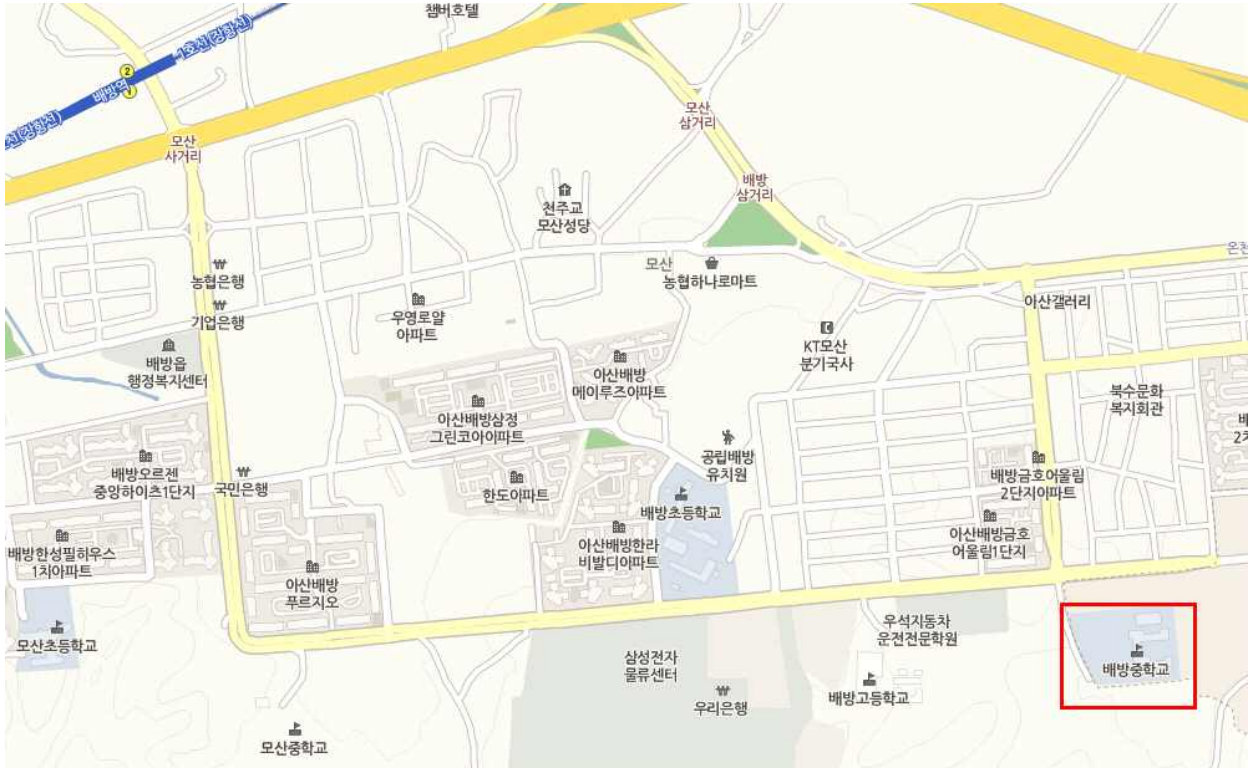 챔버호텔
1호선(장항선)
2
배방역
1
선(장항선)
모산
사거리
모산
삼거리
배방
삼거리
천주교
모산성당
온천
농협은행
모산
농협하나로마트
아산갤러리
기업은행
우영로얄
아파트
KT모산
분기국사
배방읍
행정복지센터
아산배방
메이루즈아파트
북수문화
복지회관
아산배방삼정
그린코아아파트
배
2차
공립배방
유치원
배방오르젠
중앙하이츠1단지
국민은행
한도아파트
배방금호어울림
2단지아파트
배방초등학교
아산배방금호
어울림1단지
배방한성필하우스
1차아파트
아산배방한라
비발디아파트
아산배방
푸르지오
모산초등학교
우석자동차
운전전문학원
삼성전자
물류센터
배방중학교
배방고등학교
우리은행
모산중학교